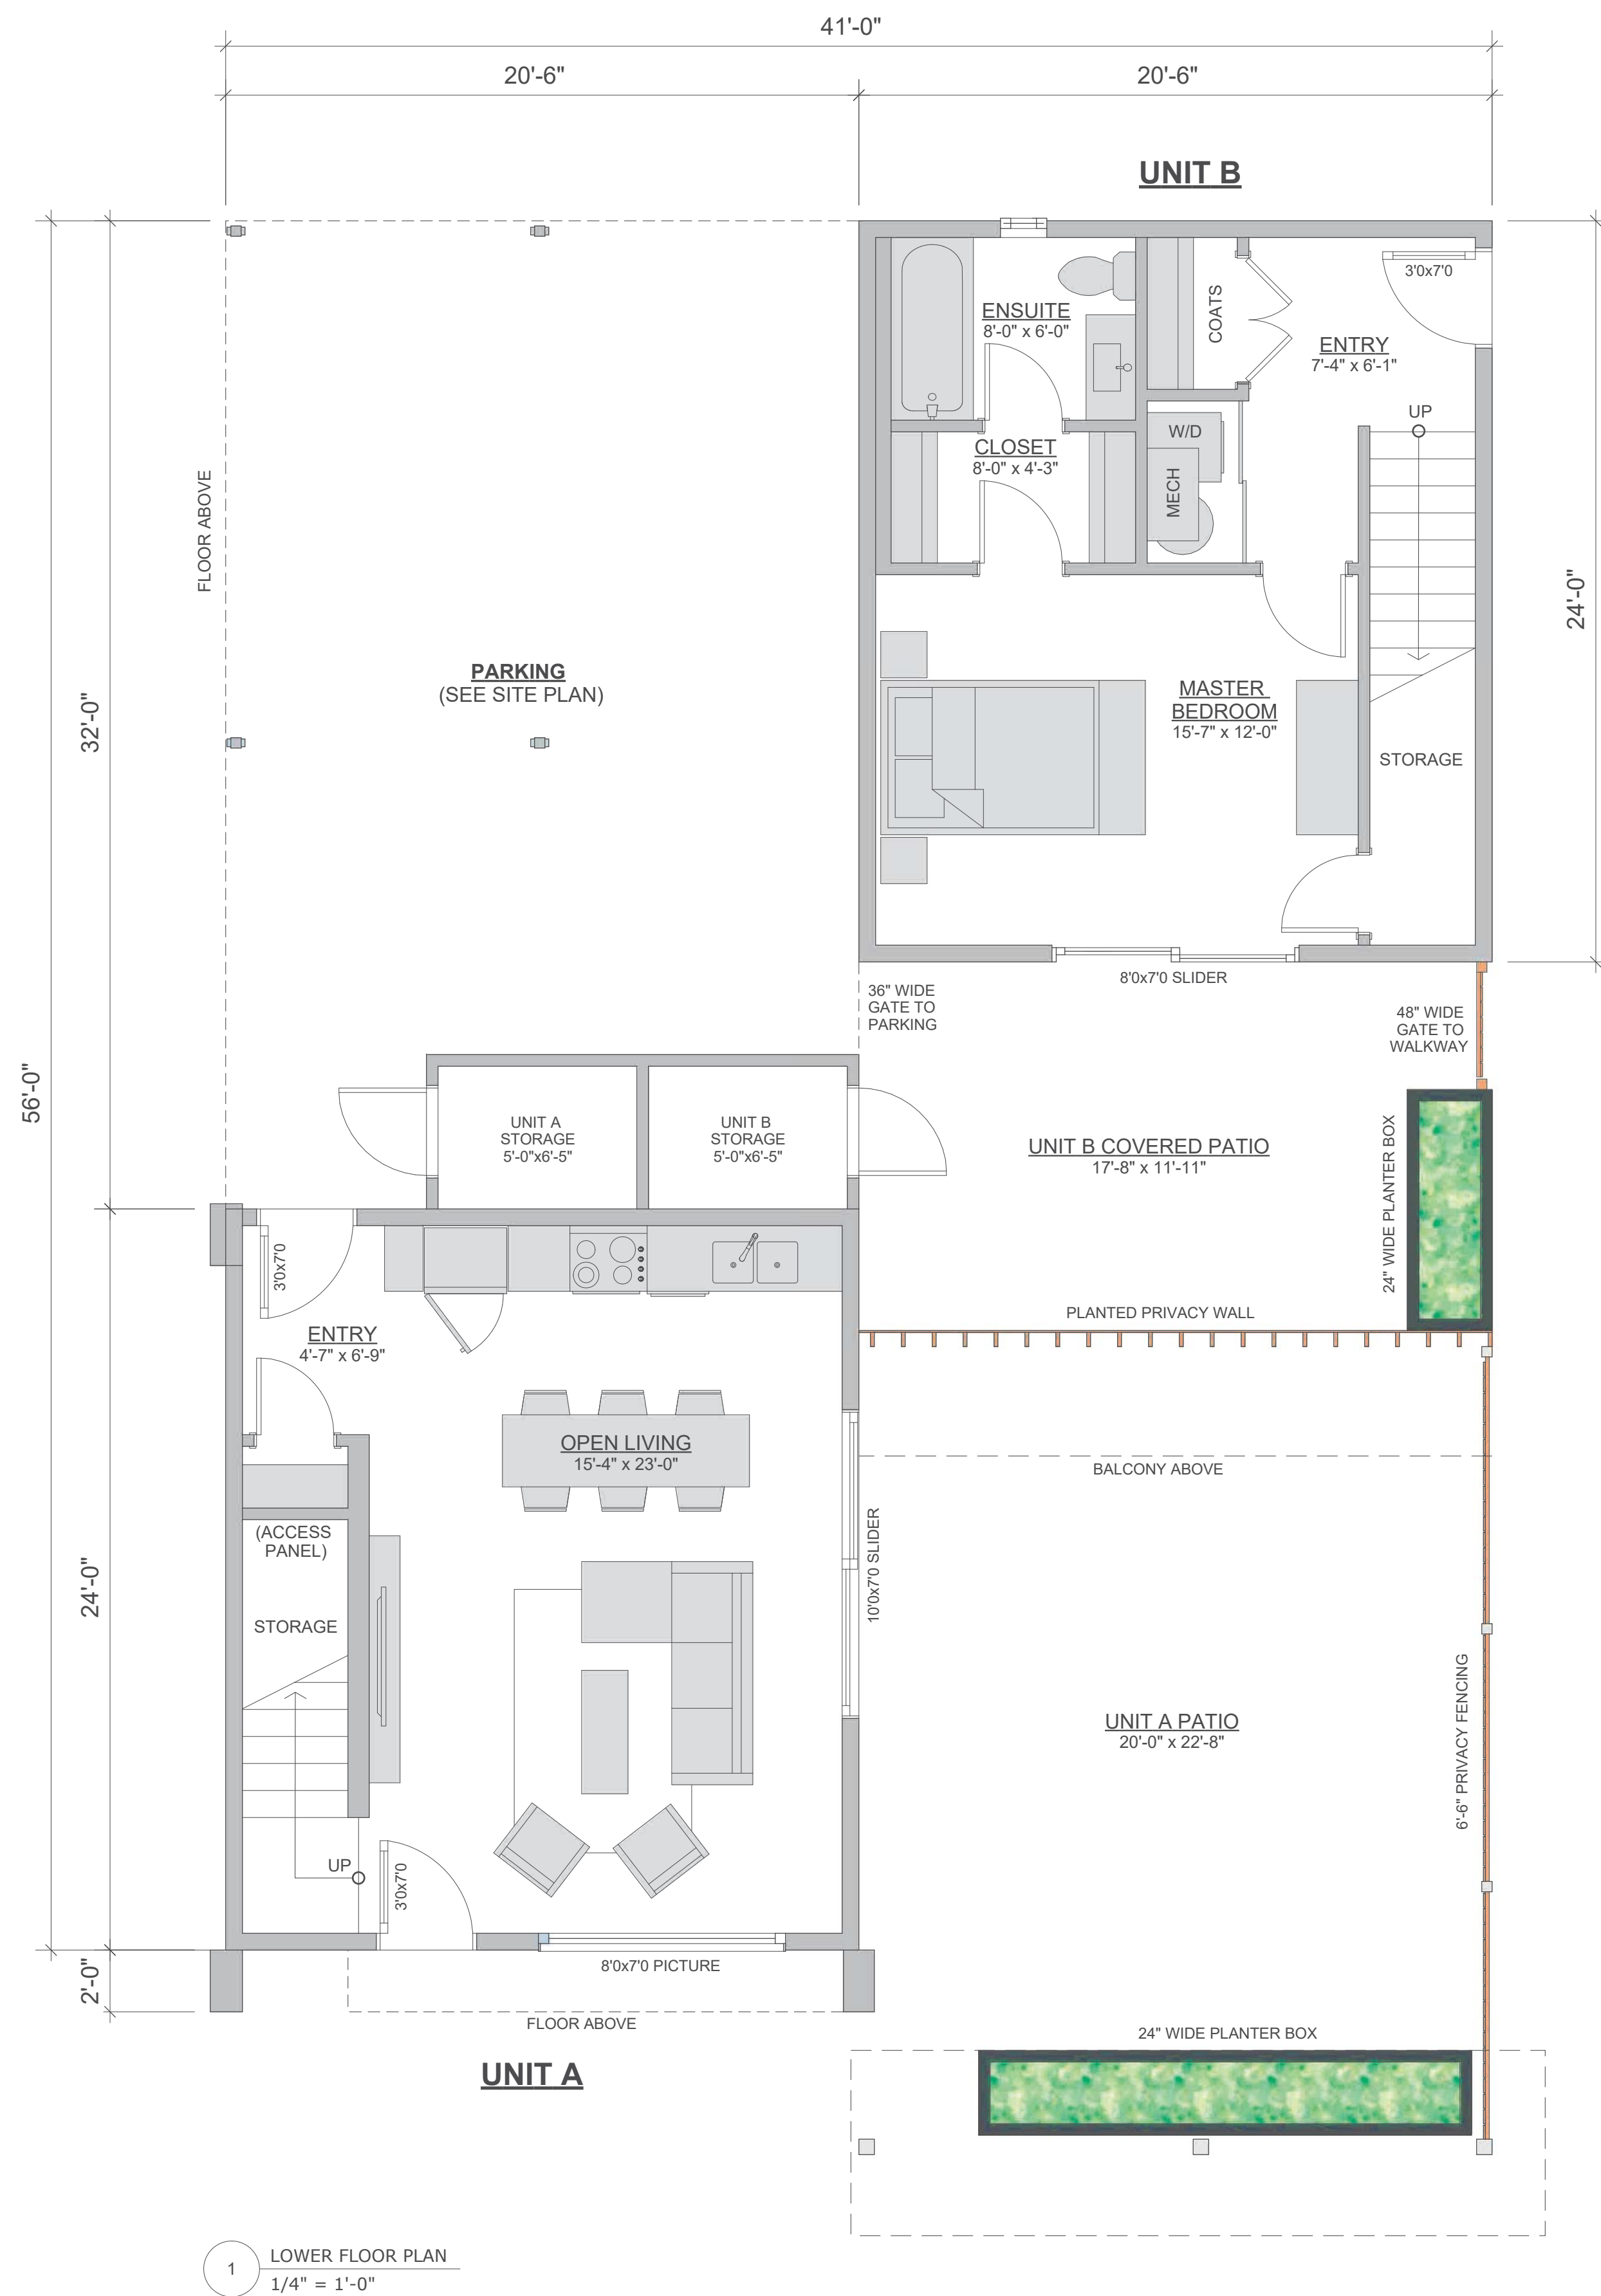 41'-0"
20'-6"
20'-6"
UNIT B
3'0x7'0
COATS
ENSUITE
8'-0" x 6'-0"
ENTRY
7'-4" x 6'-1"
UP
W/D
CLOSET
8'-0" x 4'-3"
MECH
FLOOR ABOVE
24'-0"
PARKING
(SEE SITE PLAN)
32'-0"
MASTER
BEDROOM
15'-7" x 12'-0"
STORAGE
8'0x7'0 SLIDER
36" WIDE
GATE TO
PARKING
48" WIDE
GATE TO
WALKWAY
56'-0"
UNIT A
STORAGE
5'-0"x6'-5"
UNIT B
STORAGE
5'-0"x6'-5"
UNIT B COVERED PATIO
17'-8" x 11'-11"
24" WIDE PLANTER BOX
3'0x7'0
PLANTED PRIVACY WALL
ENTRY
4'-7" x 6'-9"
OPEN LIVING
15'-4" x 23'-0"
BALCONY ABOVE
(ACCESS
PANEL)
10'0x7'0 SLIDER
24'-0"
STORAGE
UNIT A PATIO
20'-0" x 22'-8"
6'-6" PRIVACY FENCING
UP
3'0x7'0
8'0x7'0 PICTURE
2'-0"
FLOOR ABOVE
24" WIDE PLANTER BOX
UNIT A
1
LOWER FLOOR PLAN
1/4" = 1'-0"